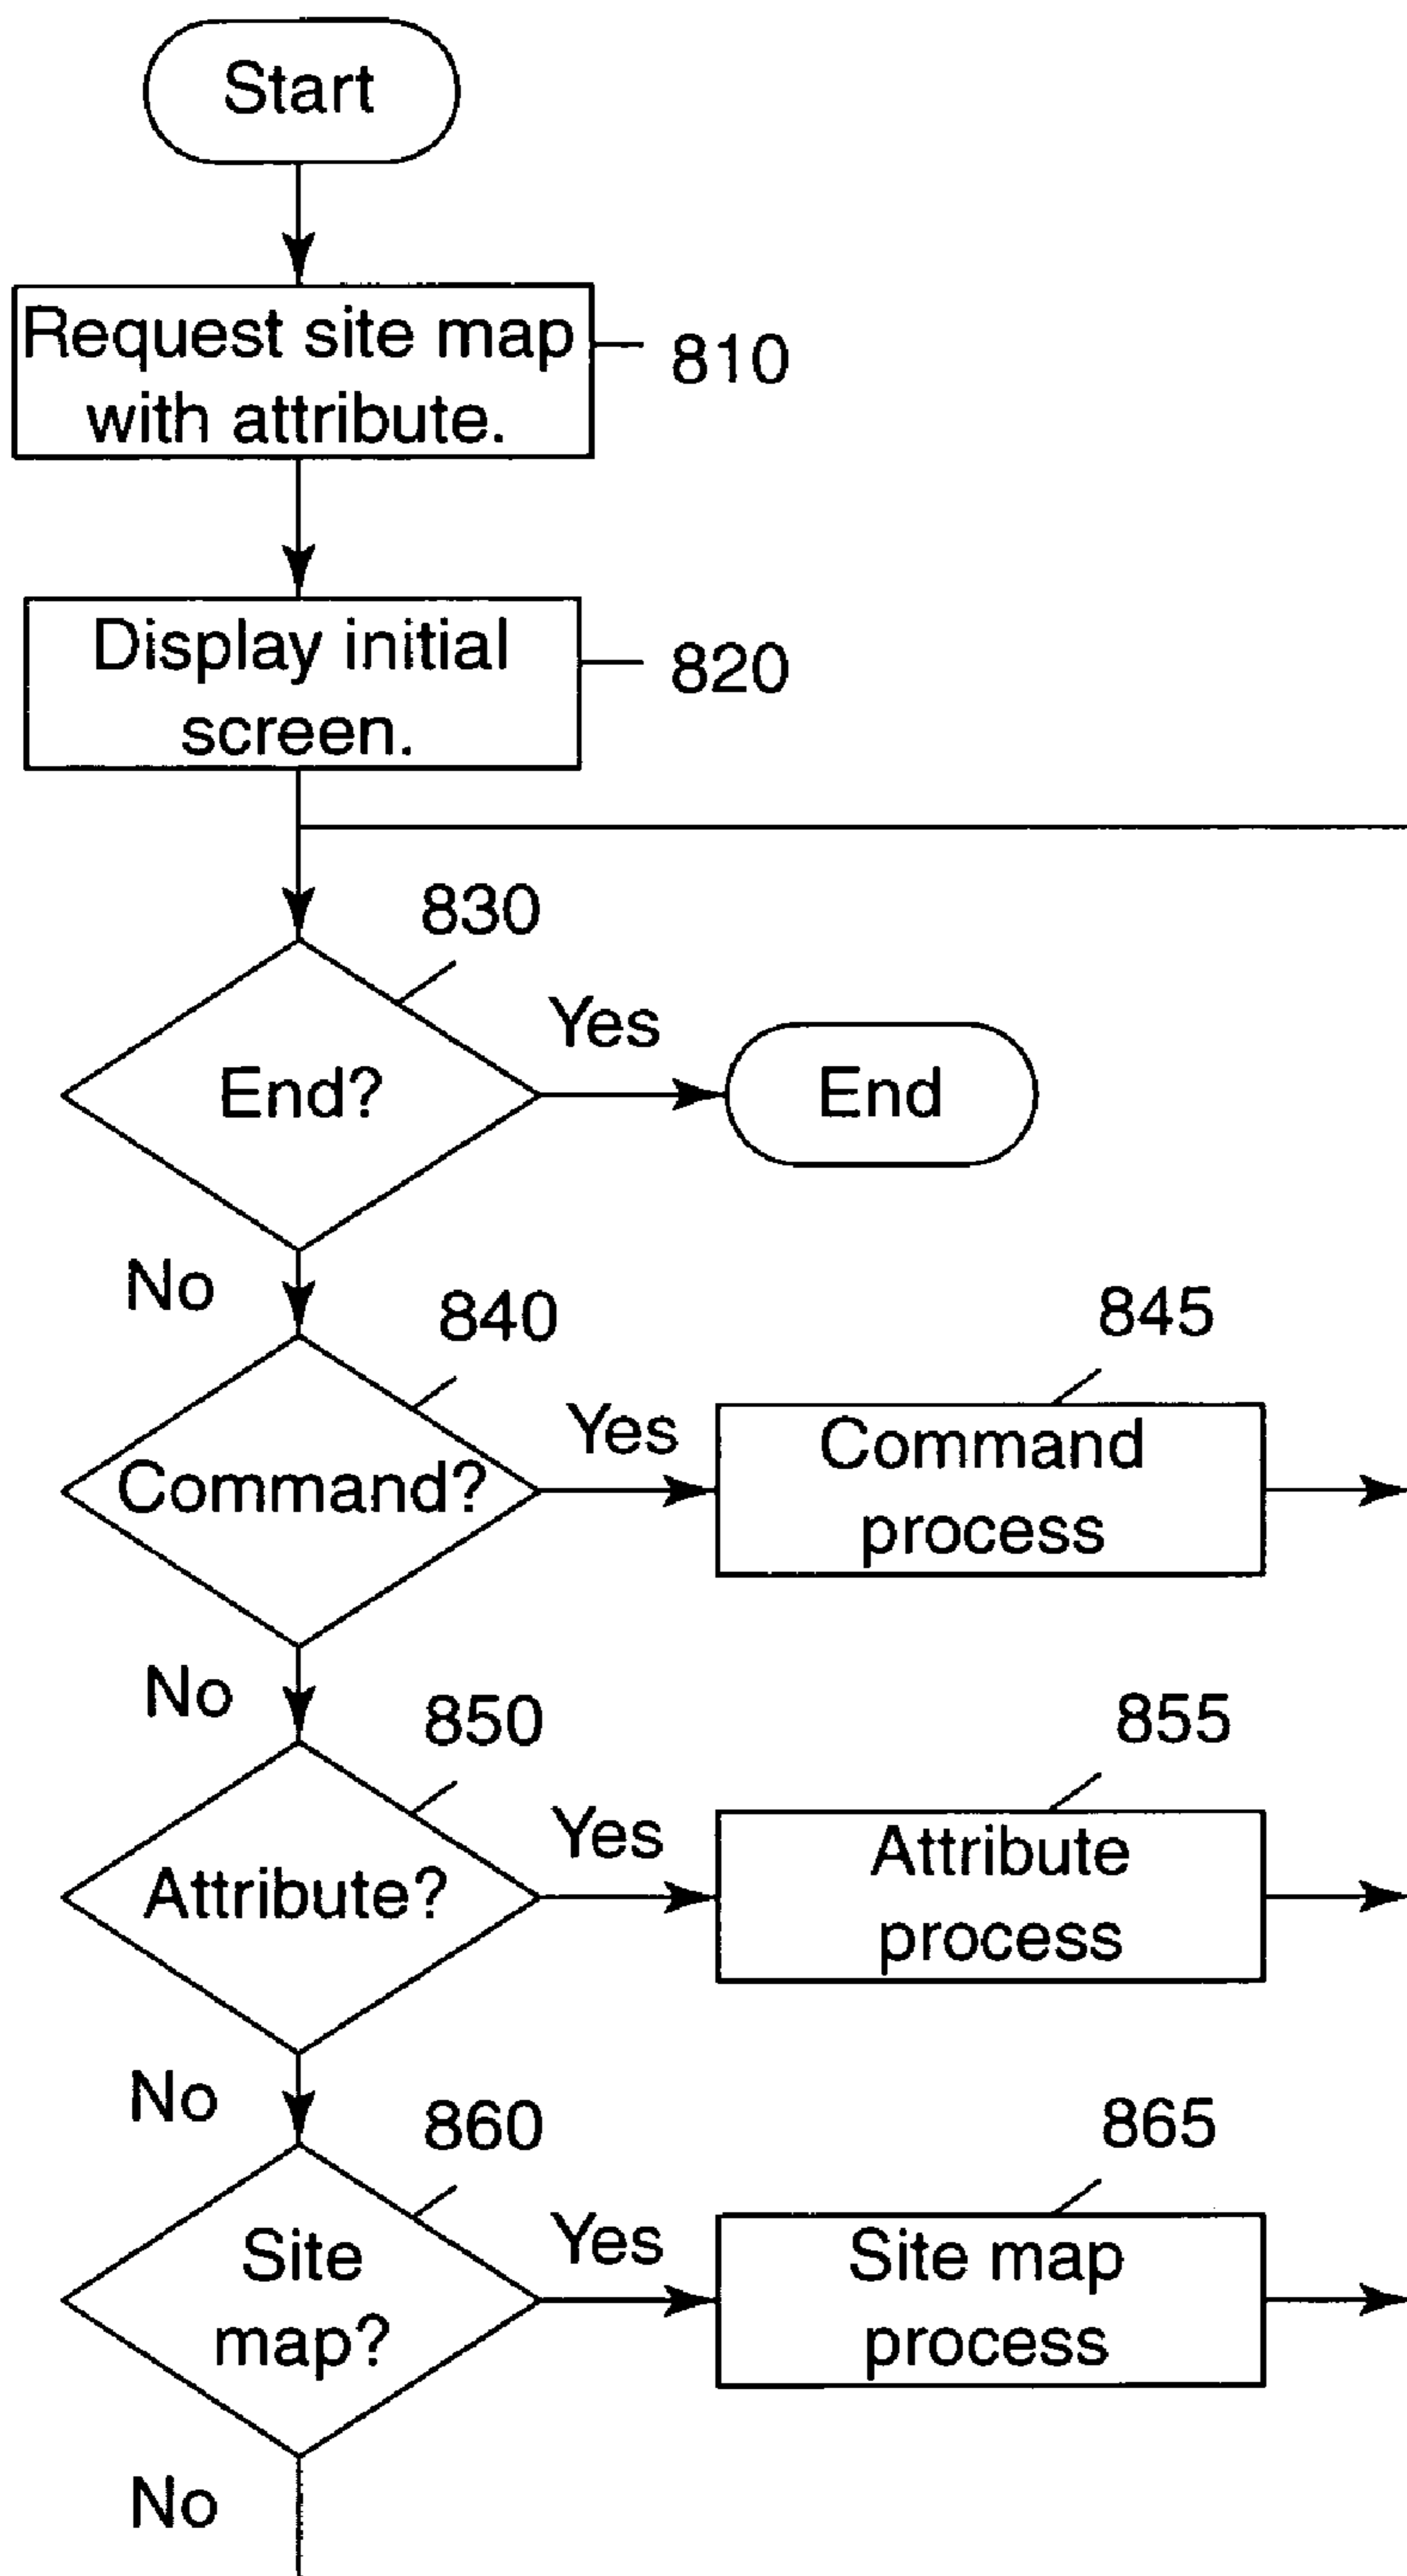 Start
Request site map
with attribute.
810
Display initial
screen.
820
830
End?
Yes
End
No
840
Command?
Yes
845
Command
process
No
850
Attribute?
Yes
855
Attribute
process
No
860
Site
map?
Yes
865
Site map
process
No